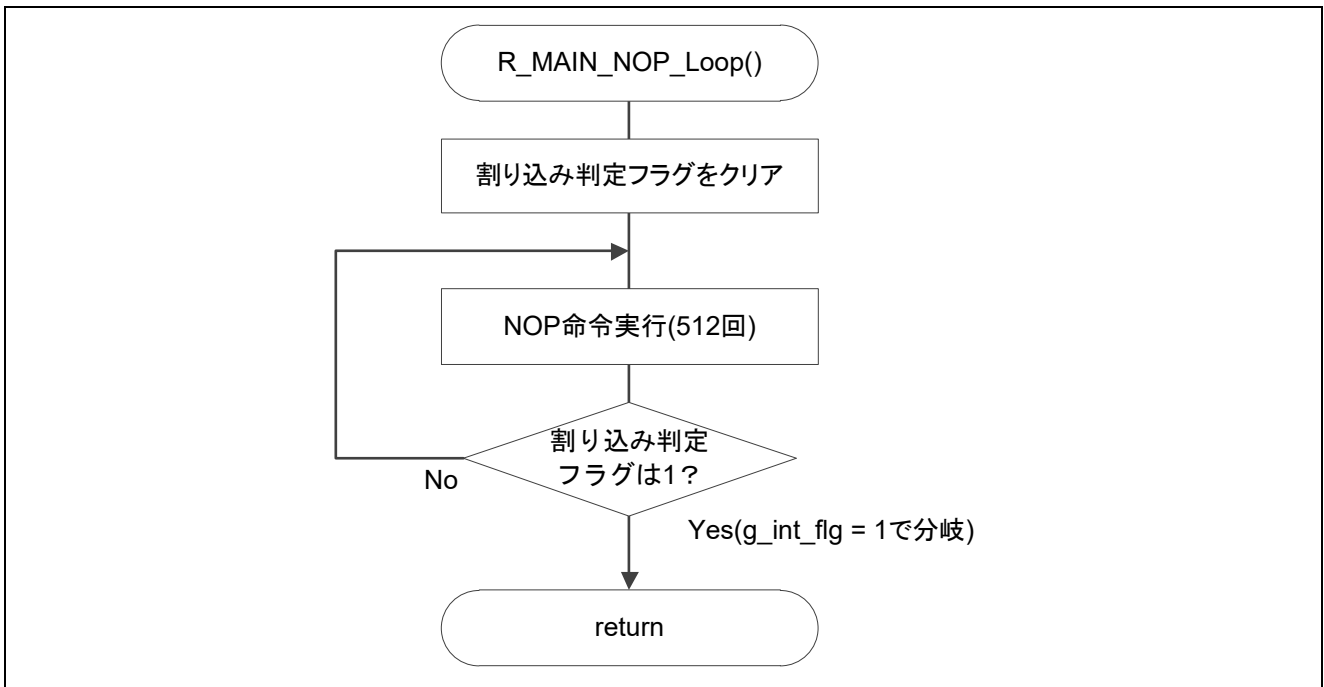 R_MAIN_NOP_Loop()
割り込み判定フラグをクリア
NOP命令実行(512回)
割り込み判定
フラグは1？
No
Yes(g_int_flg = 1で分岐)
return